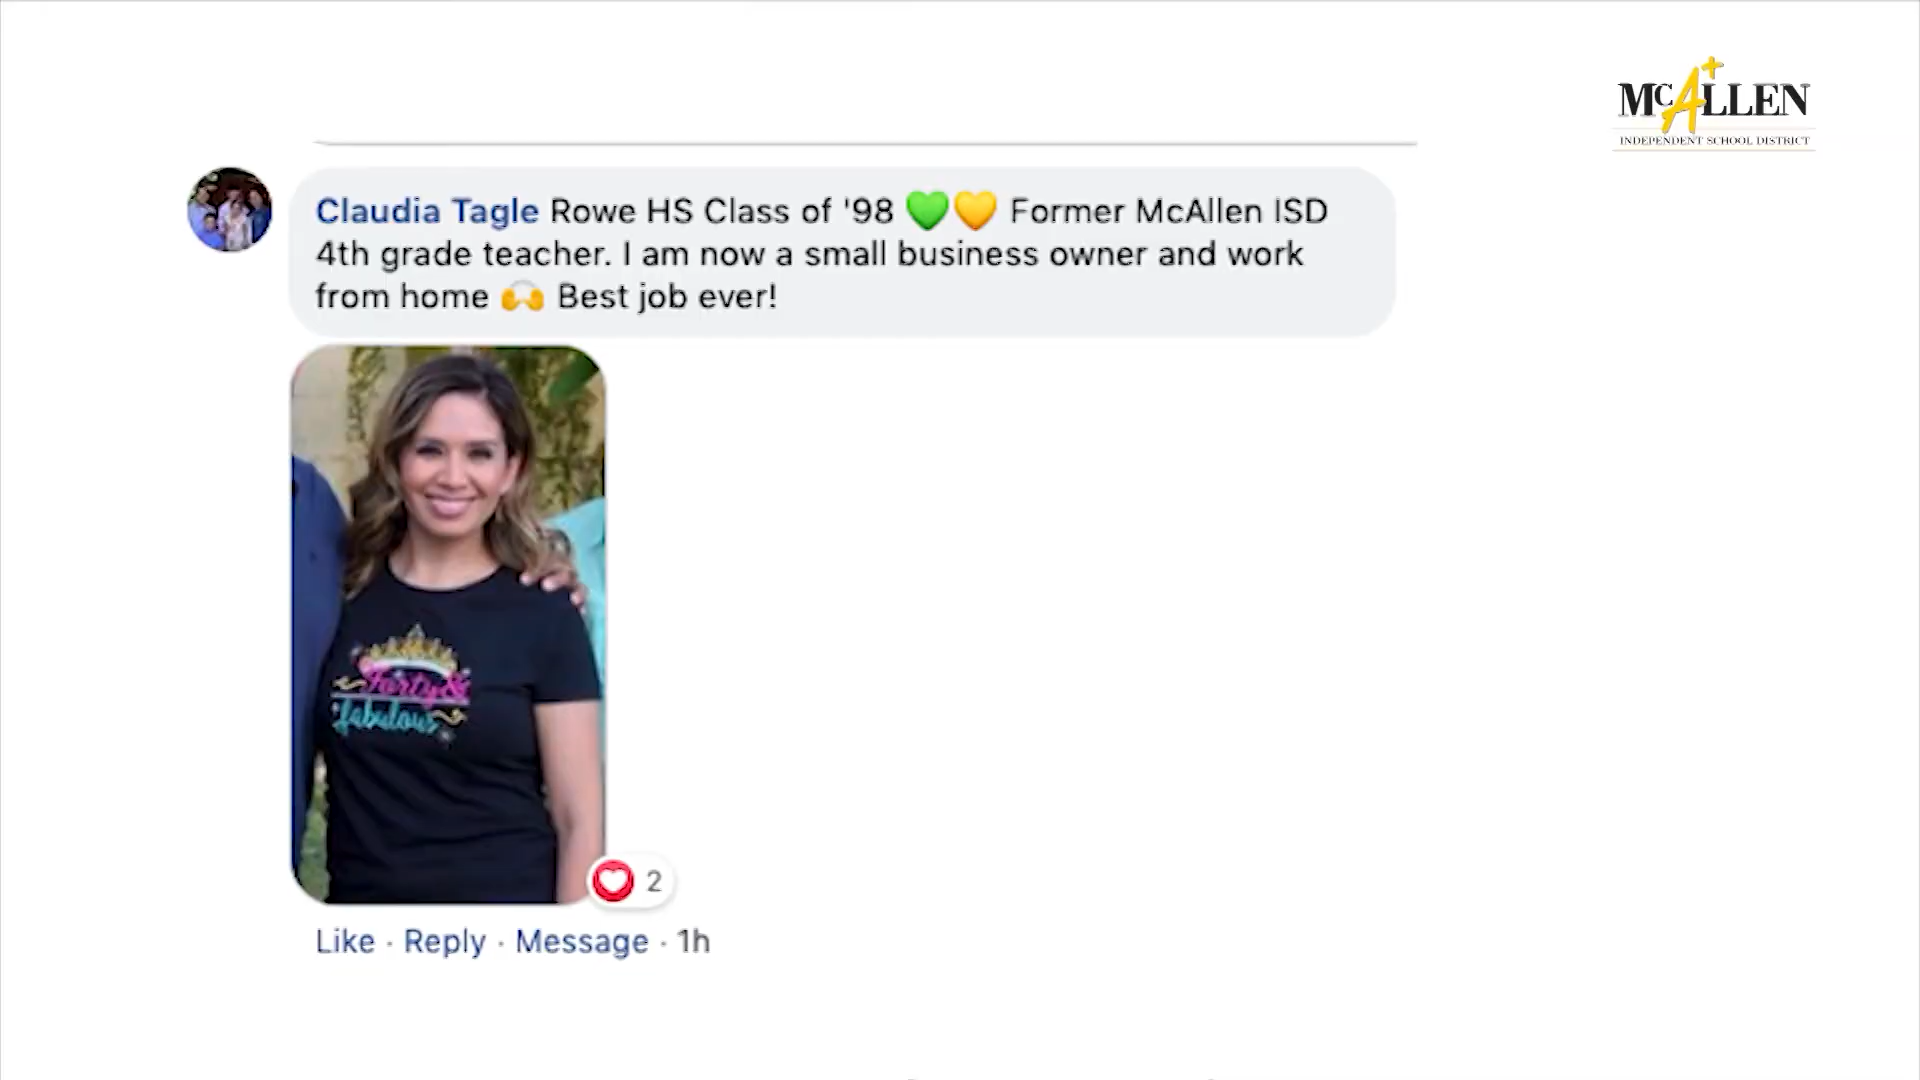 McALLEN
INDEPENDENT SCHOOL DISTRICT
Claudia Tagle Rowe HS Class of '98 💚💛 Former McAllen ISD
4th grade teacher. I am now a small business owner and work
from home 🙌 Best job ever!
Forty &
fabulous
2
Like · Reply · Message · 1h